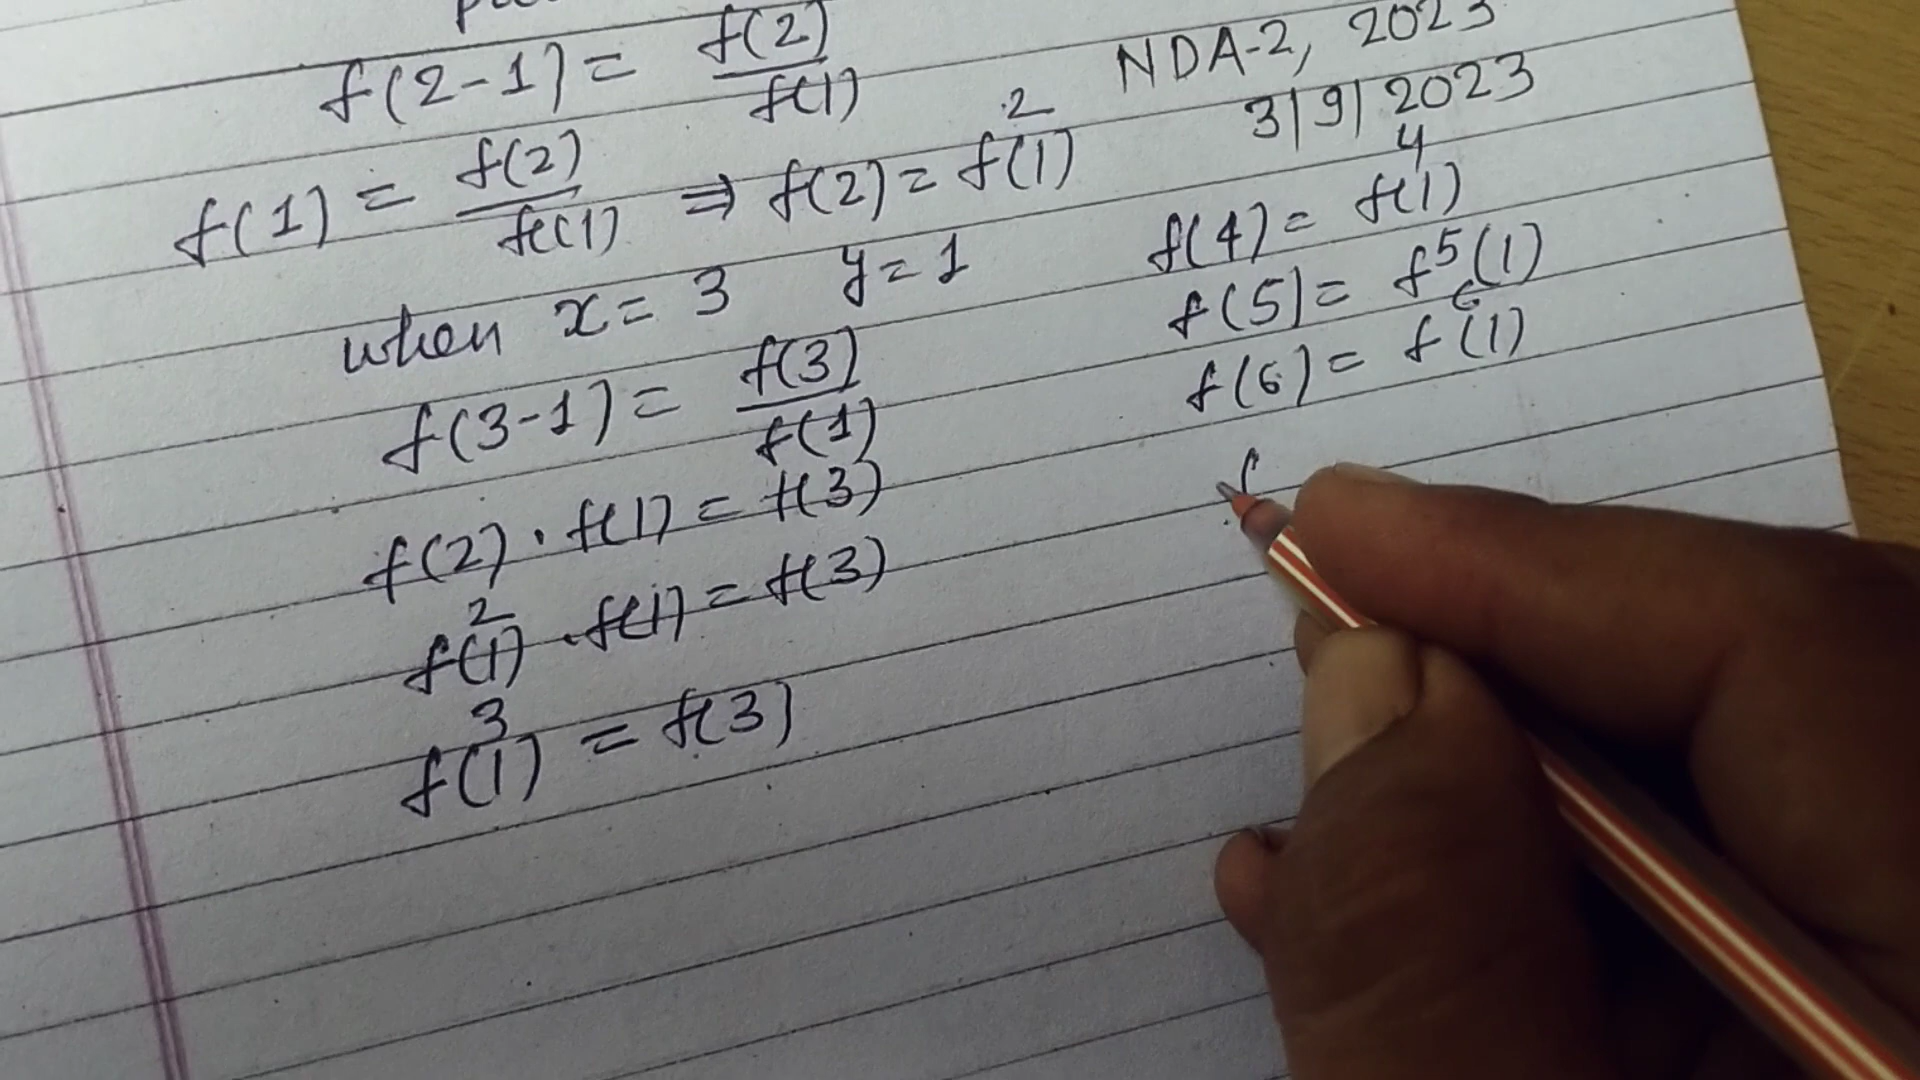 f(2-1) = f(2)/f(1)
f(1) = f(2)/f(1) ⇒ f(2) = f²(1)
when x = 3 y = 1
f(3-1) = f(3)/f(1)
f(2) · f(1) = f(3)
f²(1) · f(1) = f(3)
f³(1) = f(3)
NDA-2, 2023
3|9|2023
f(4) = f⁴(1)
f(5) = f⁵(1)
f(6) = f⁶(1)
f